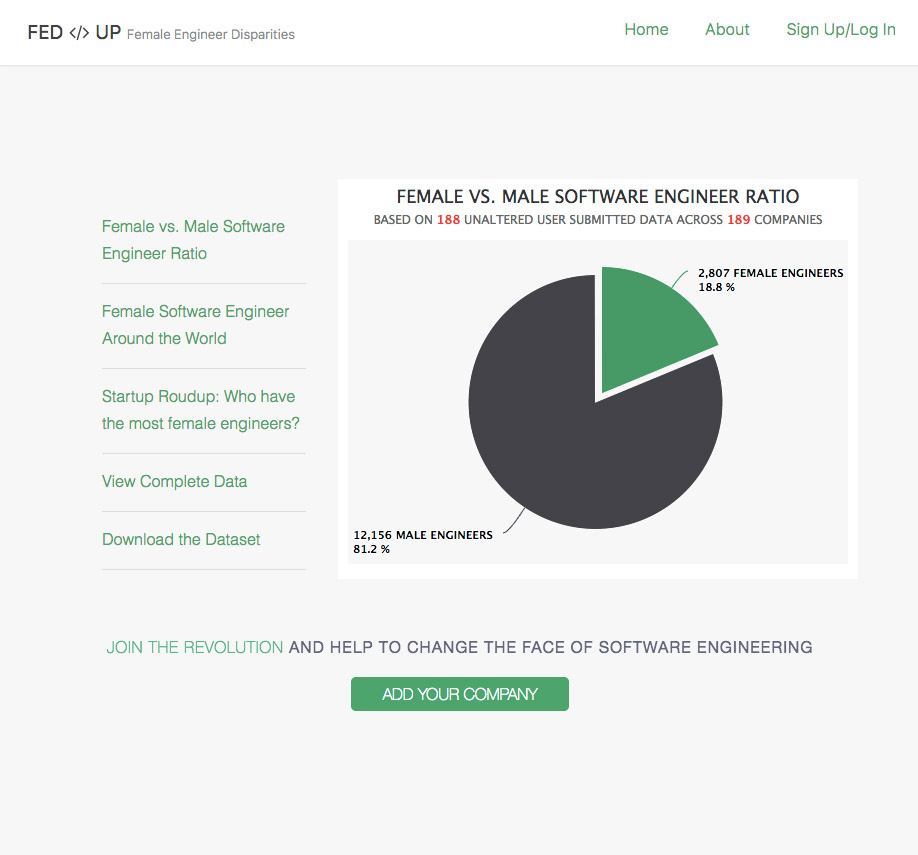 FED </> UP Female Engineer Disparities
Home About Sign Up/Log In
Female vs. Male Software
Engineer Ratio
Female Software Engineer
Around the World
Startup Roudup: Who have
the most female engineers?
View Complete Data
Download the Dataset
FEMALE VS. MALE SOFTWARE ENGINEER RATIO
BASED ON 188 UNALTERED USER SUBMITTED DATA ACROSS 189 COMPANIES
2,807 FEMALE ENGINEERS
18.8 %
12,156 MALE ENGINEERS
81.2 %
JOIN THE REVOLUTION AND HELP TO CHANGE THE FACE OF SOFTWARE ENGINEERING
ADD YOUR COMPANY